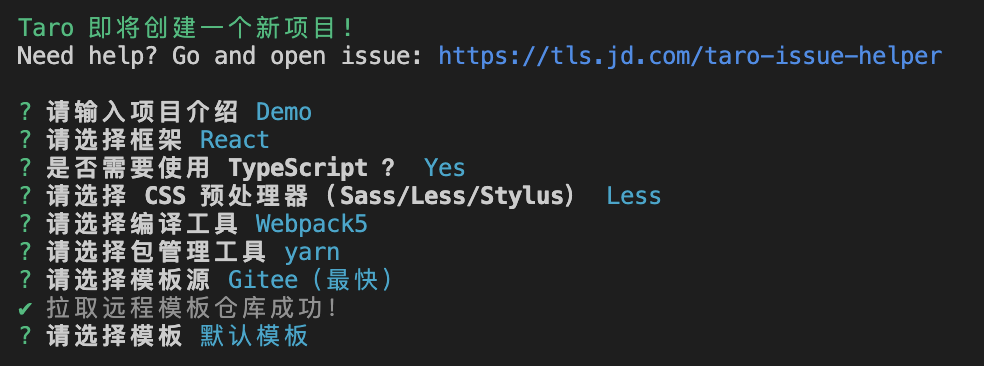 Taro 即将创建一个新项目!
Need help? Go and open issue: https://tls.jd.com/taro-issue-helper
? 请输入项目介绍 Demo
? 请选择框架 React
? 是否需要使用 TypeScript ? Yes
? 请选择 CSS 预处理器（Sass/Less/Stylus） Less
? 请选择编译工具 Webpack5
? 请选择包管理工具 yarn
? 请选择模板源 Gitee（最快）
✔ 拉取远程模板仓库成功!
? 请选择模板 默认模板